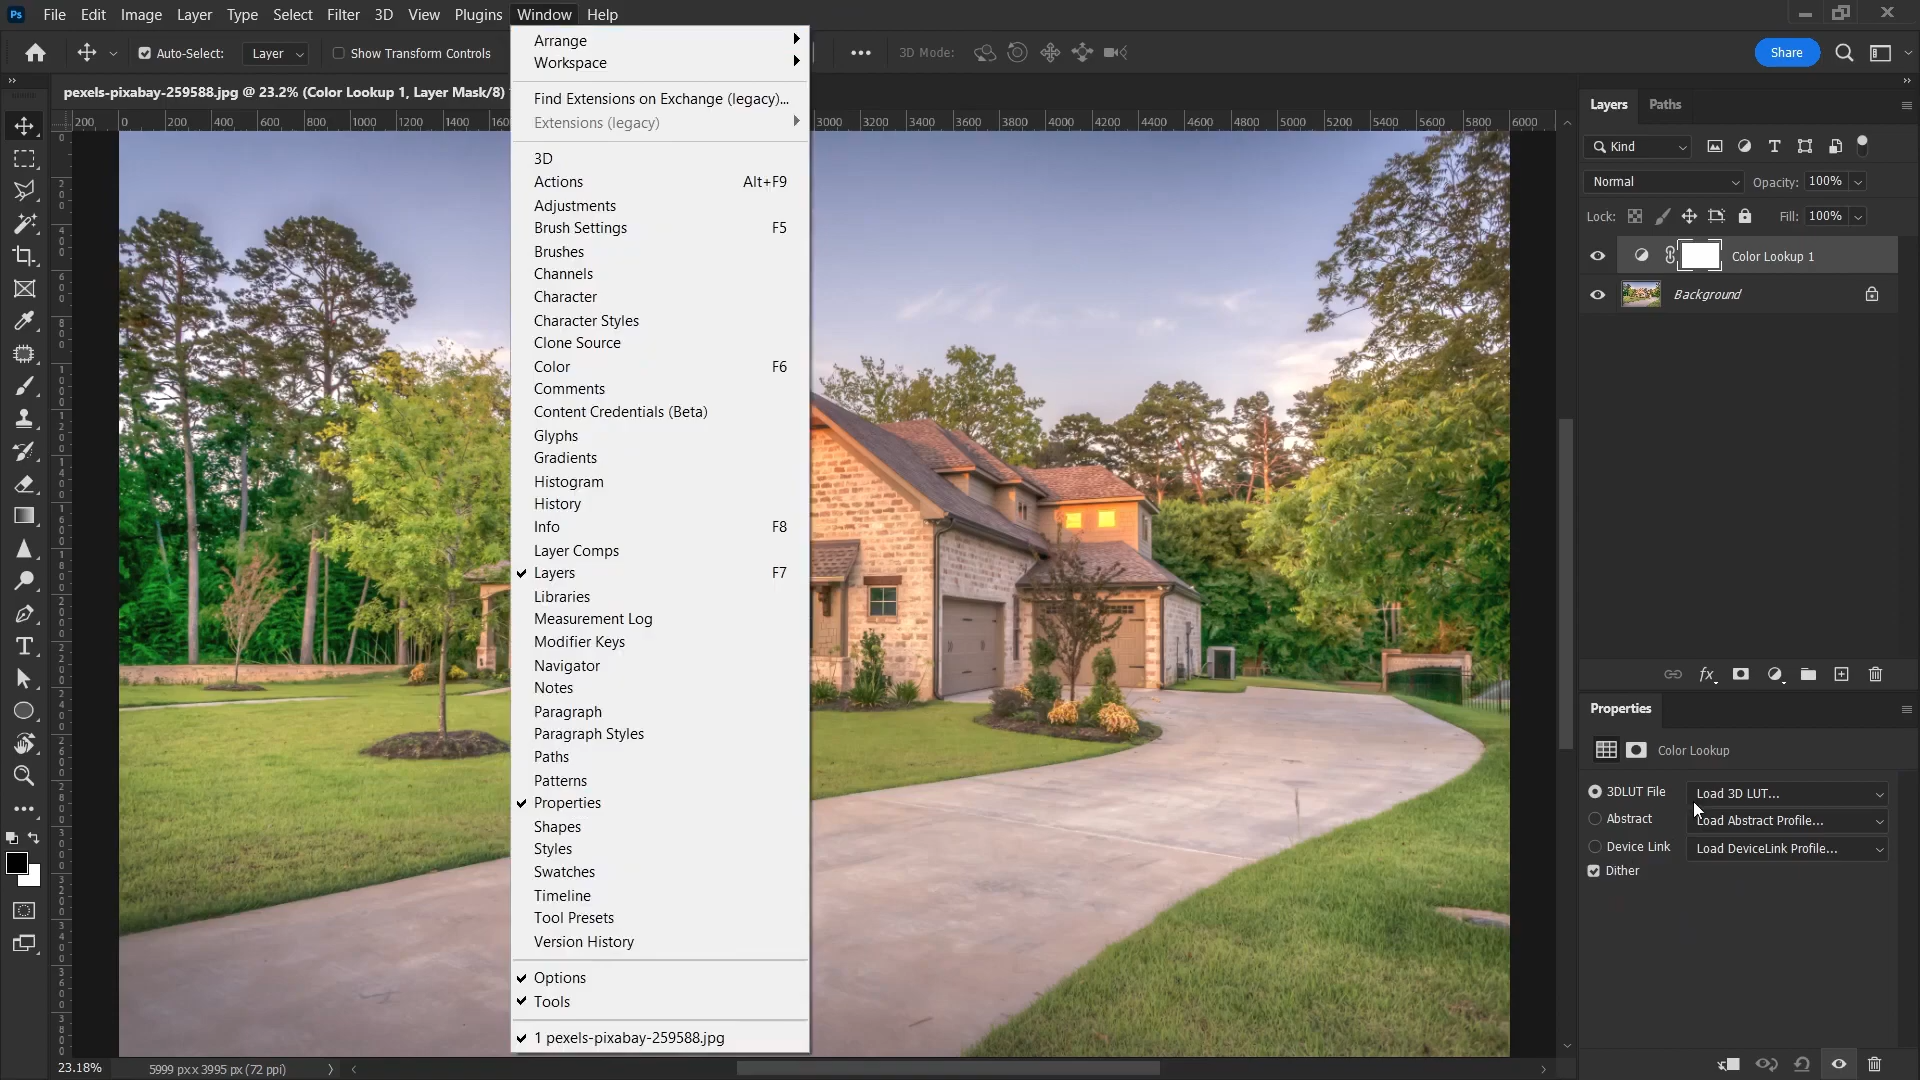 Ps File Edit Image Layer Type Select Filter 3D View Plugins Window Help
Auto-Select: Layer Show Transform Controls 3D Mode: Share
pexels-pixabay-259588.jpg @ 23.2% (Color Lookup 1, Layer Mask/8)
200 0 200 400 600 800 1000 1200 1400 3000 3200 3400 3600 3800 4000 4200 4400 4600 4800 5000 5200 5400 5600 5800 6000
Arrange
Workspace
Find Extensions on Exchange (legacy)...
Extensions (legacy)
3D
Actions Alt+F9
Adjustments
Brush Settings F5
Brushes
Channels
Character
Character Styles
Clone Source
Color F6
Comments
Content Credentials (Beta)
Glyphs
Gradients
Histogram
History
Info F8
Layer Comps
Layers F7
Libraries
Measurement Log
Modifier Keys
Navigator
Notes
Paragraph
Paragraph Styles
Paths
Patterns
Properties
Shapes
Styles
Swatches
Timeline
Tool Presets
Version History
Options
Tools
1 pexels-pixabay-259588.jpg
Layers Paths
Kind
Normal Opacity: 100%
Lock: Fill: 100%
Color Lookup 1
Background
fx
Properties
Color Lookup
3DLUT File Load 3D LUT...
Abstract Load Abstract Profile...
Device Link Load DeviceLink Profile...
Dither
23.18% 5999 px x 3995 px (72 ppi)